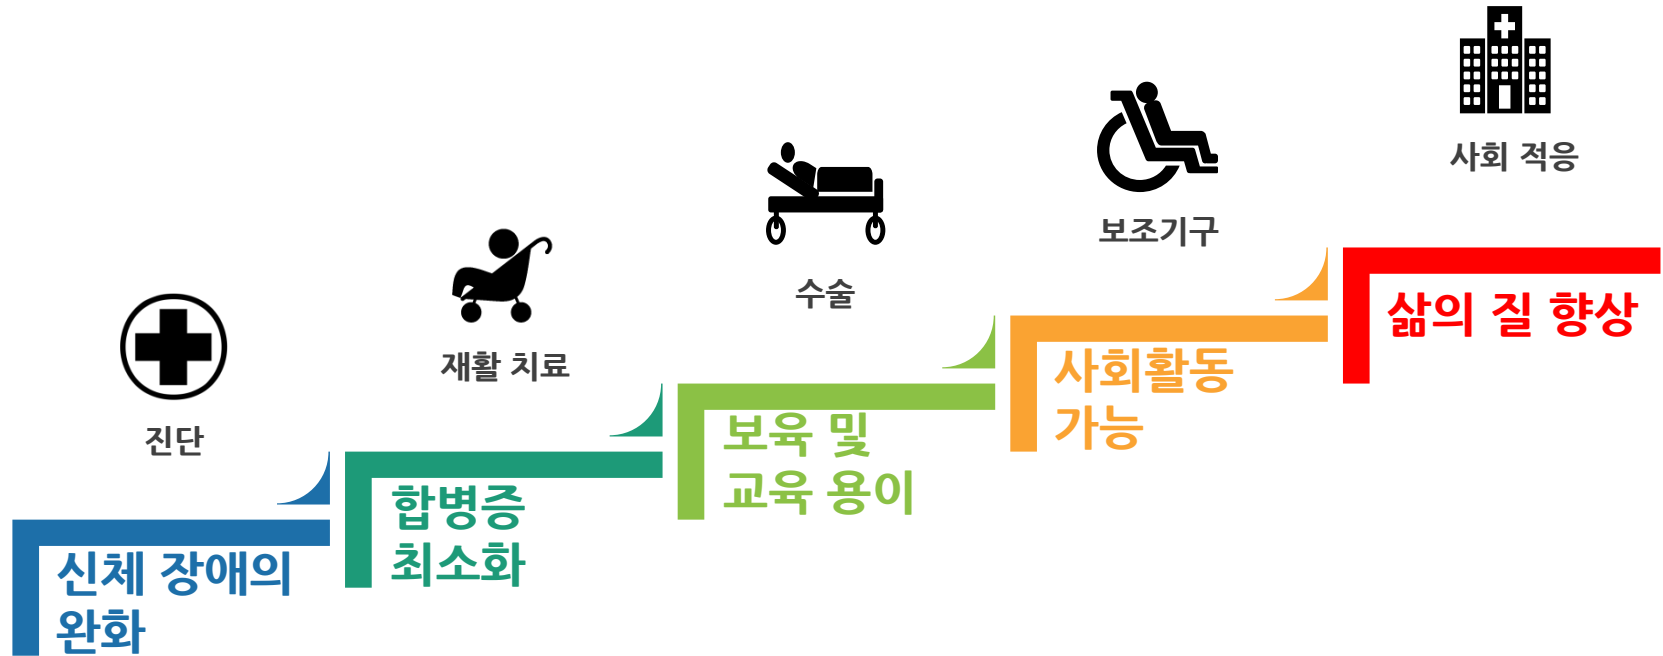 진단
신체 장애의
완화
재활 치료
합병증
최소화
수술
보육 및
교육 용이
보조기구
사회활동
가능
사회 적응
삶의 질 향상